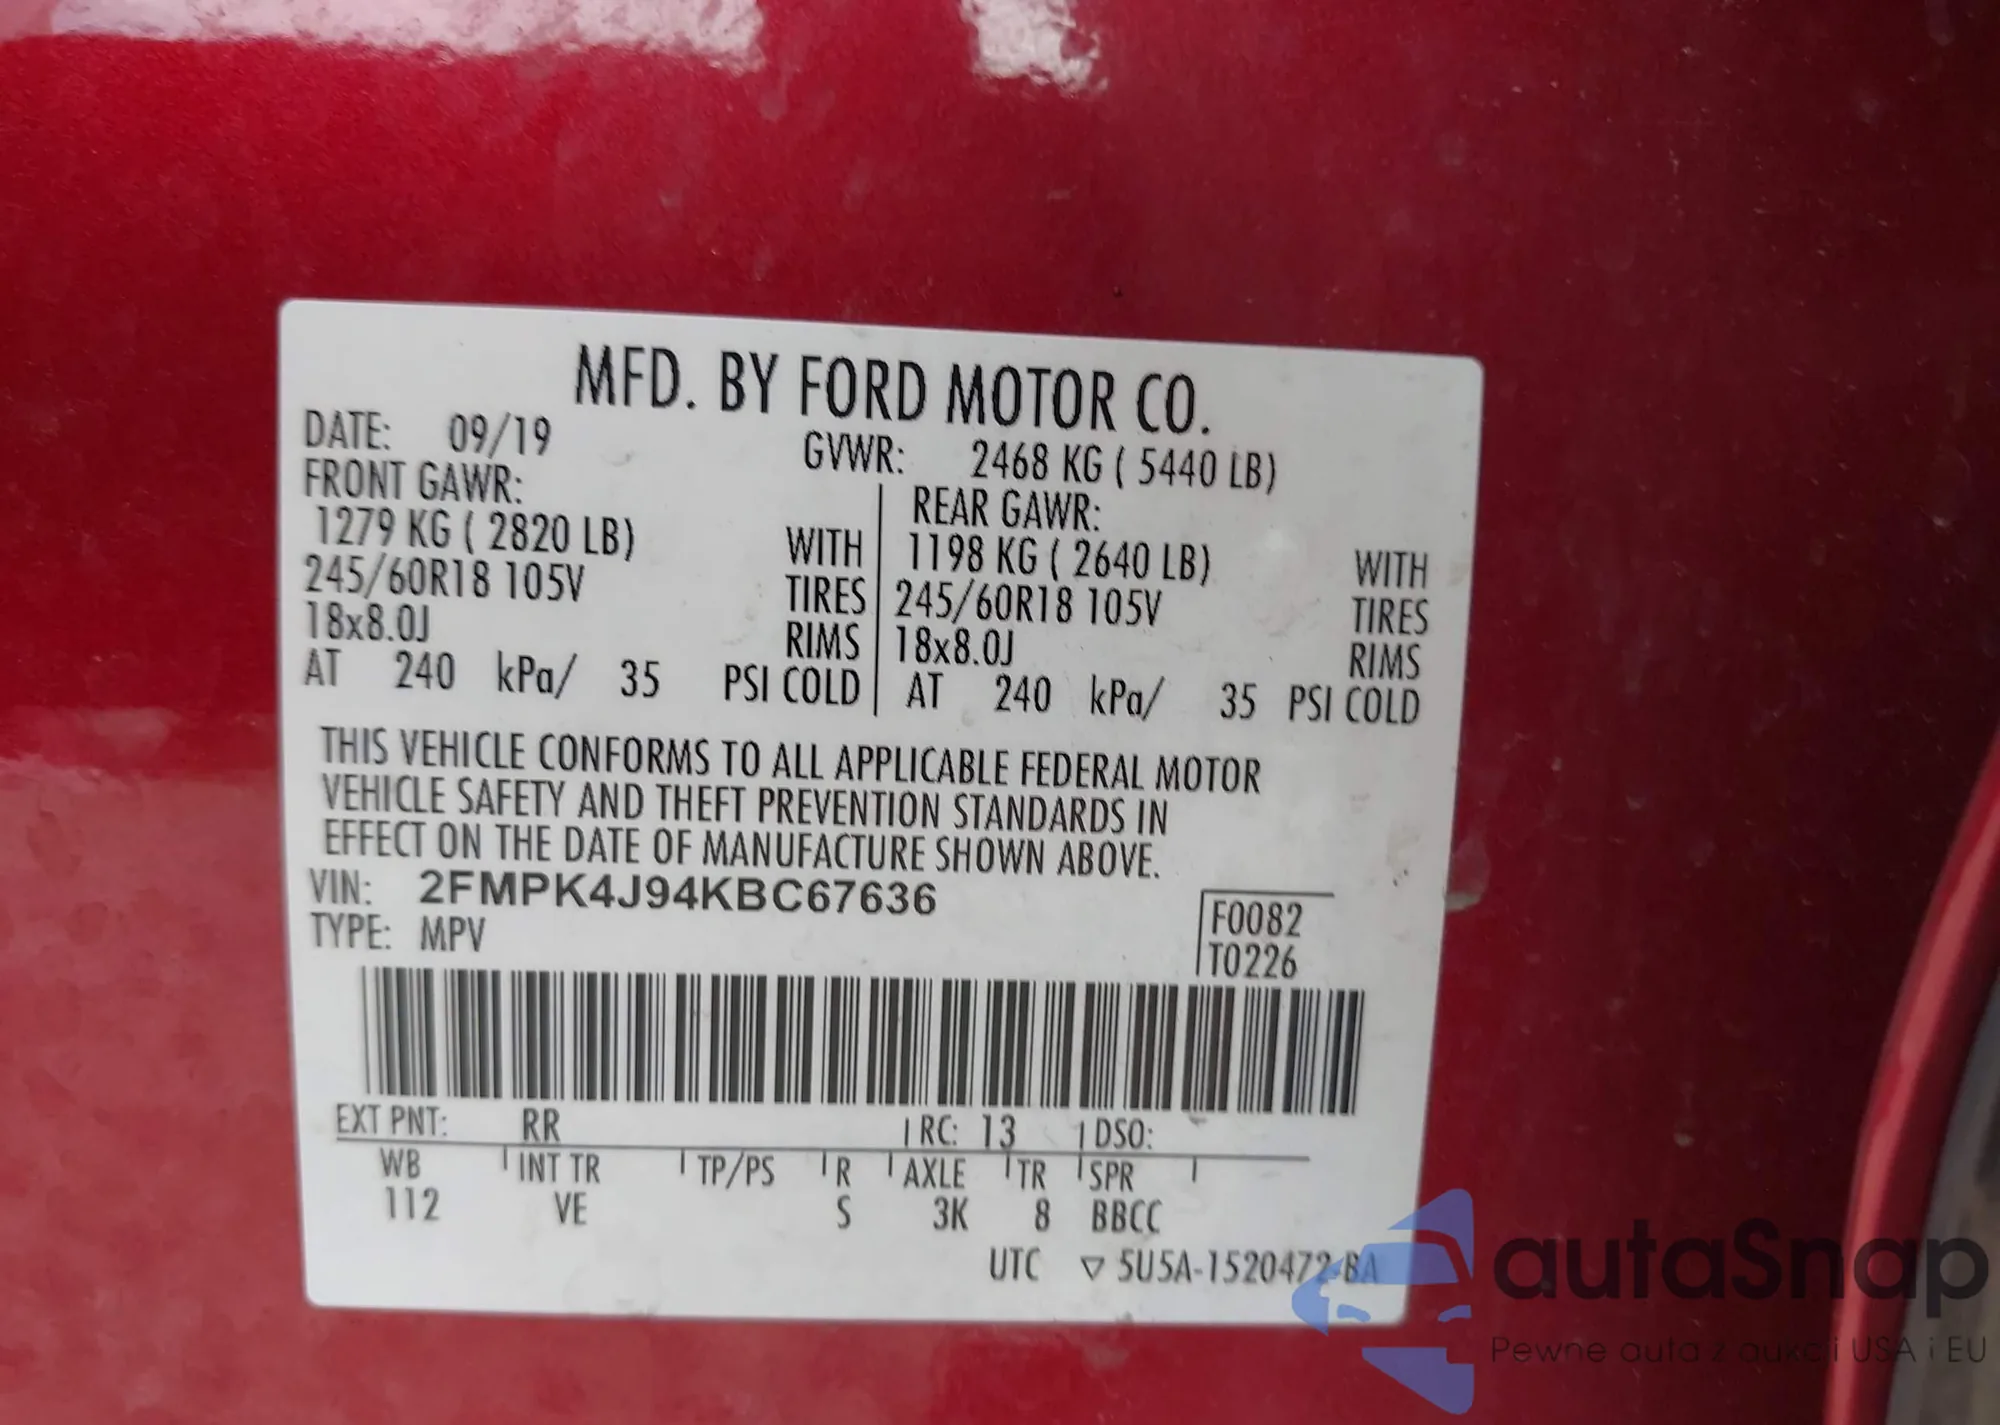 MFD. BY FORD MOTOR CO.
DATE: 09/19 GVWR: 2468 KG ( 5440 LB)
FRONT GAWR: REAR GAWR:
1279 KG ( 2820 LB) WITH 1198 KG ( 2640 LB) WITH
245/60R18 105V TIRES 245/60R18 105V TIRES
18x8.0J RIMS 18x8.0J RIMS
AT 240 kPa/ 35 PSI COLD AT 240 kPa/ 35 PSI COLD
THIS VEHICLE CONFORMS TO ALL APPLICABLE FEDERAL MOTOR
VEHICLE SAFETY AND THEFT PREVENTION STANDARDS IN
EFFECT ON THE DATE OF MANUFACTURE SHOWN ABOVE.
VIN: 2FMPK4J94KBC67636
TYPE: MPV
F0082
T0226
EXT PNT: RR RC: 13 DSO:
WB INT TR TP/PS R AXLE TR SPR
112 VE S 3K 8 BBCC
UTC ▽ 5U5A-1520472-BA
autaSnap
Pewne auta z aukcji USA i EU